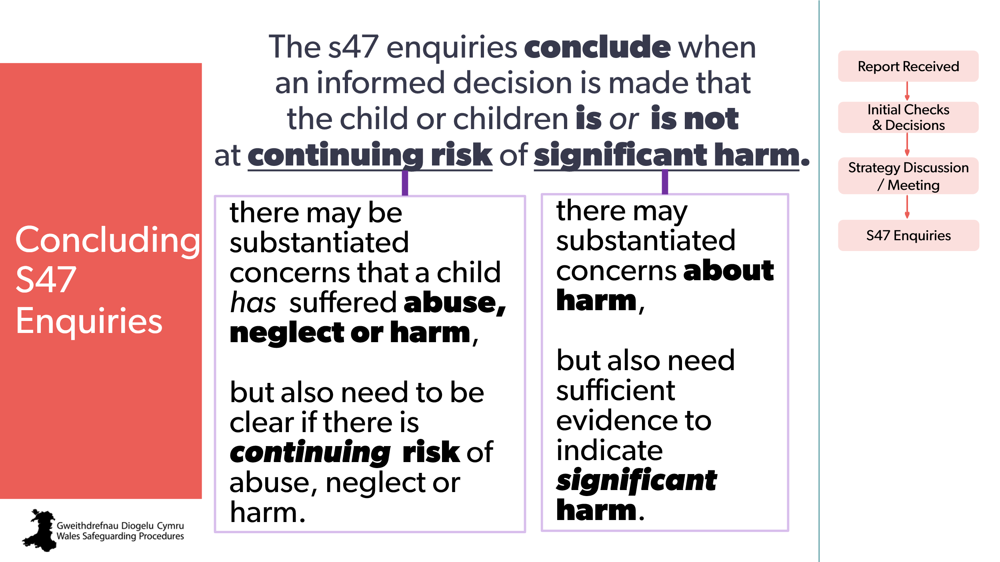 The s47 enquiries conclude when
an informed decision is made that
the child or children is or is not
at continuing risk of significant harm.
Concluding
S47
Enquiries
there may be
substantiated
concerns that a child
has suffered abuse,
neglect or harm,
but also need to be
clear if there is
continuing risk of
abuse, neglect or
harm.
there may
substantiated
concerns about
harm,
but also need
sufficient
evidence to
indicate
significant
harm.
Report Received
Initial Checks
& Decisions
Strategy Discussion
/ Meeting
S47 Enquiries
Gweithdrefnau Diogelu Cymru
Wales Safeguarding Procedures